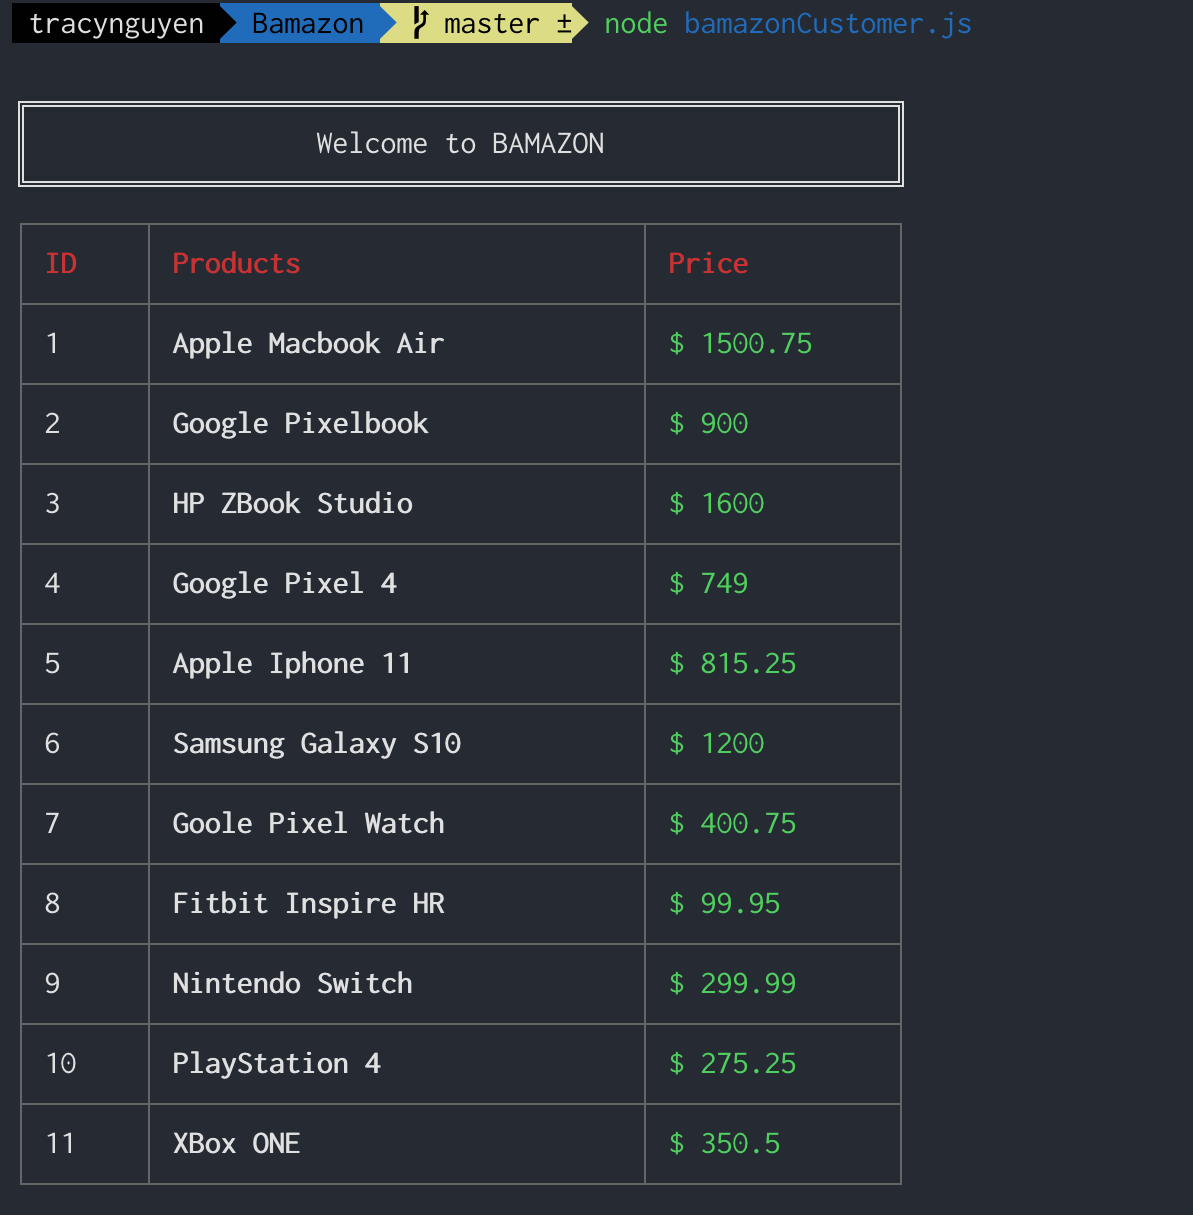 tracynguyen Bamazon master ± node bamazonCustomer.js
Welcome to BAMAZON
ID Products Price
1 Apple Macbook Air $ 1500.75
2 Google Pixelbook $ 900
3 HP ZBook Studio $ 1600
4 Google Pixel 4 $ 749
5 Apple Iphone 11 $ 815.25
6 Samsung Galaxy S10 $ 1200
7 Goole Pixel Watch $ 400.75
8 Fitbit Inspire HR $ 99.95
9 Nintendo Switch $ 299.99
10 PlayStation 4 $ 275.25
11 XBox ONE $ 350.5